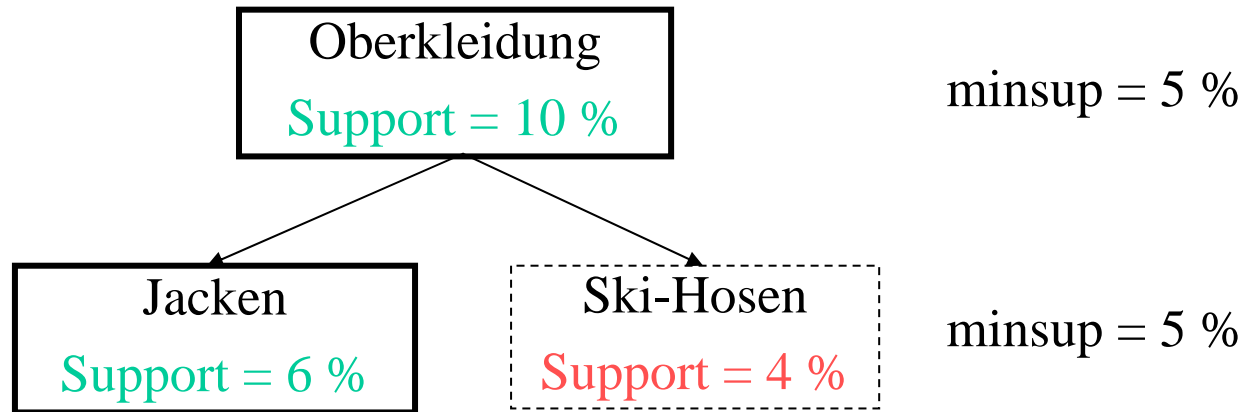 Oberkleidung
Support = 10 %
minsup = 5 %
Jacken
Support = 6 %
Ski-Hosen
Support = 4 %
minsup = 5 %